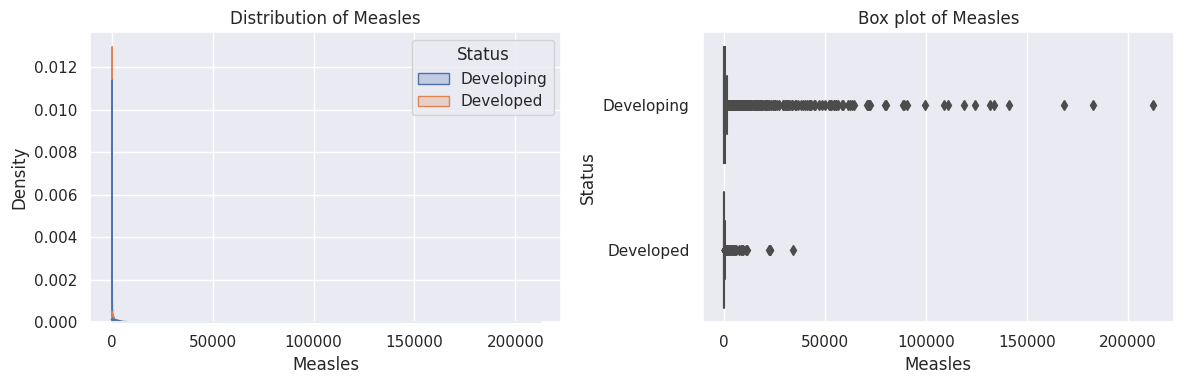 Distribution of Measles
Density
0.012
0.010
0.008
0.006
0.004
0.002
0.000
0
50000
100000
150000
200000
Measles
Status
Developing
Developed
Box plot of Measles
Status
Developing
Developed
0
50000
100000
150000
200000
Measles